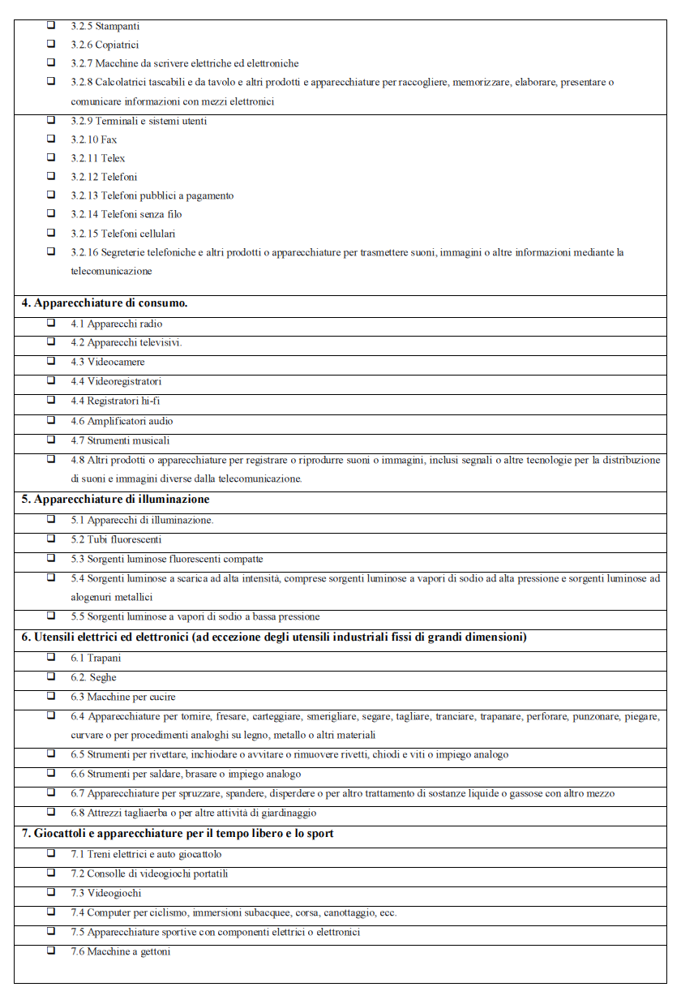 3.2.5 Stampanti
3.2.6 Copiatrici
3.2.7 Macchine da scrivere elettriche ed elettroniche
3.2.8 Calcolatrici tascabili e da tavolo e altri prodotti e apparecchiature per raccogliere, memorizzare, elaborare, presentare o
comunicare informazioni con mezzi elettronici
3.2.9 Terminali e sistemi utenti
3.2.10 Fax
3.2.11 Telex
3.2.12 Telefoni
3.2.13 Telefoni pubblici a pagamento
3.2.14 Telefoni senza filo
3.2.15 Telefoni cellulari
3.2.16 Segreterie telefoniche e altri prodotti o apparecchiature per trasmettere suoni, immagini o altre informazioni mediante la
telecomunicazione
4. Apparecchiature di consumo.
4.1 Apparecchi radio
4.2 Apparecchi televisivi.
4.3 Videocamere
4.4 Videoregistratori
4.4 Registratori hi-fi
4.6 Amplificatori audio
4.7 Strumenti musicali
4.8 Altri prodotti o apparecchiature per registrare o riprodurre suoni o immagini, inclusi segnali o altre tecnologie per la distribuzione
di suoni e immagini diverse dalla telecomunicazione.
5. Apparecchiature di illuminazione
5.1 Apparecchi di illuminazione.
5.2 Tubi fluorescenti
5.3 Sorgenti luminose fluorescenti compatte
5.4 Sorgenti luminose a scarica ad alta intensità, comprese sorgenti luminose a vapori di sodio ad alta pressione e sorgenti luminose ad
alogenuri metallici
5.5 Sorgenti luminose a vapori di sodio a bassa pressione
6. Utensili elettrici ed elettronici (ad eccezione degli utensili industriali fissi di grandi dimensioni)
6.1 Trapani
6.2. Seghe
6.3 Macchine per cucire
6.4 Apparecchiature per tornire, fresare, carteggiare, smerigliare, segare, tagliare, tranciare, trapanare, perforare, punzonare, piegare,
curvare o per procedimenti analoghi su legno, metallo o altri materiali
6.5 Strumenti per rivettare, inchiodare o avvitare o rimuovere rivetti, chiodi e viti o impiego analogo
6.6 Strumenti per saldare, brasare o impiego analogo
6.7 Apparecchiature per spruzzare, spandere, disperdere o per altro trattamento di sostanze liquide o gassose con altro mezzo
6.8 Attrezzi tagliaerba o per altre attività di giardinaggio
7. Giocattoli e apparecchiature per il tempo libero e lo sport
7.1 Treni elettrici e auto giocattolo
7.2 Consolle di videogiochi portatili
7.3 Videogiochi
7.4 Computer per ciclismo, immersioni subacquee, corsa, canottaggio, ecc.
7.5 Apparecchiature sportive con componenti elettrici o elettronici
7.6 Macchine a gettoni